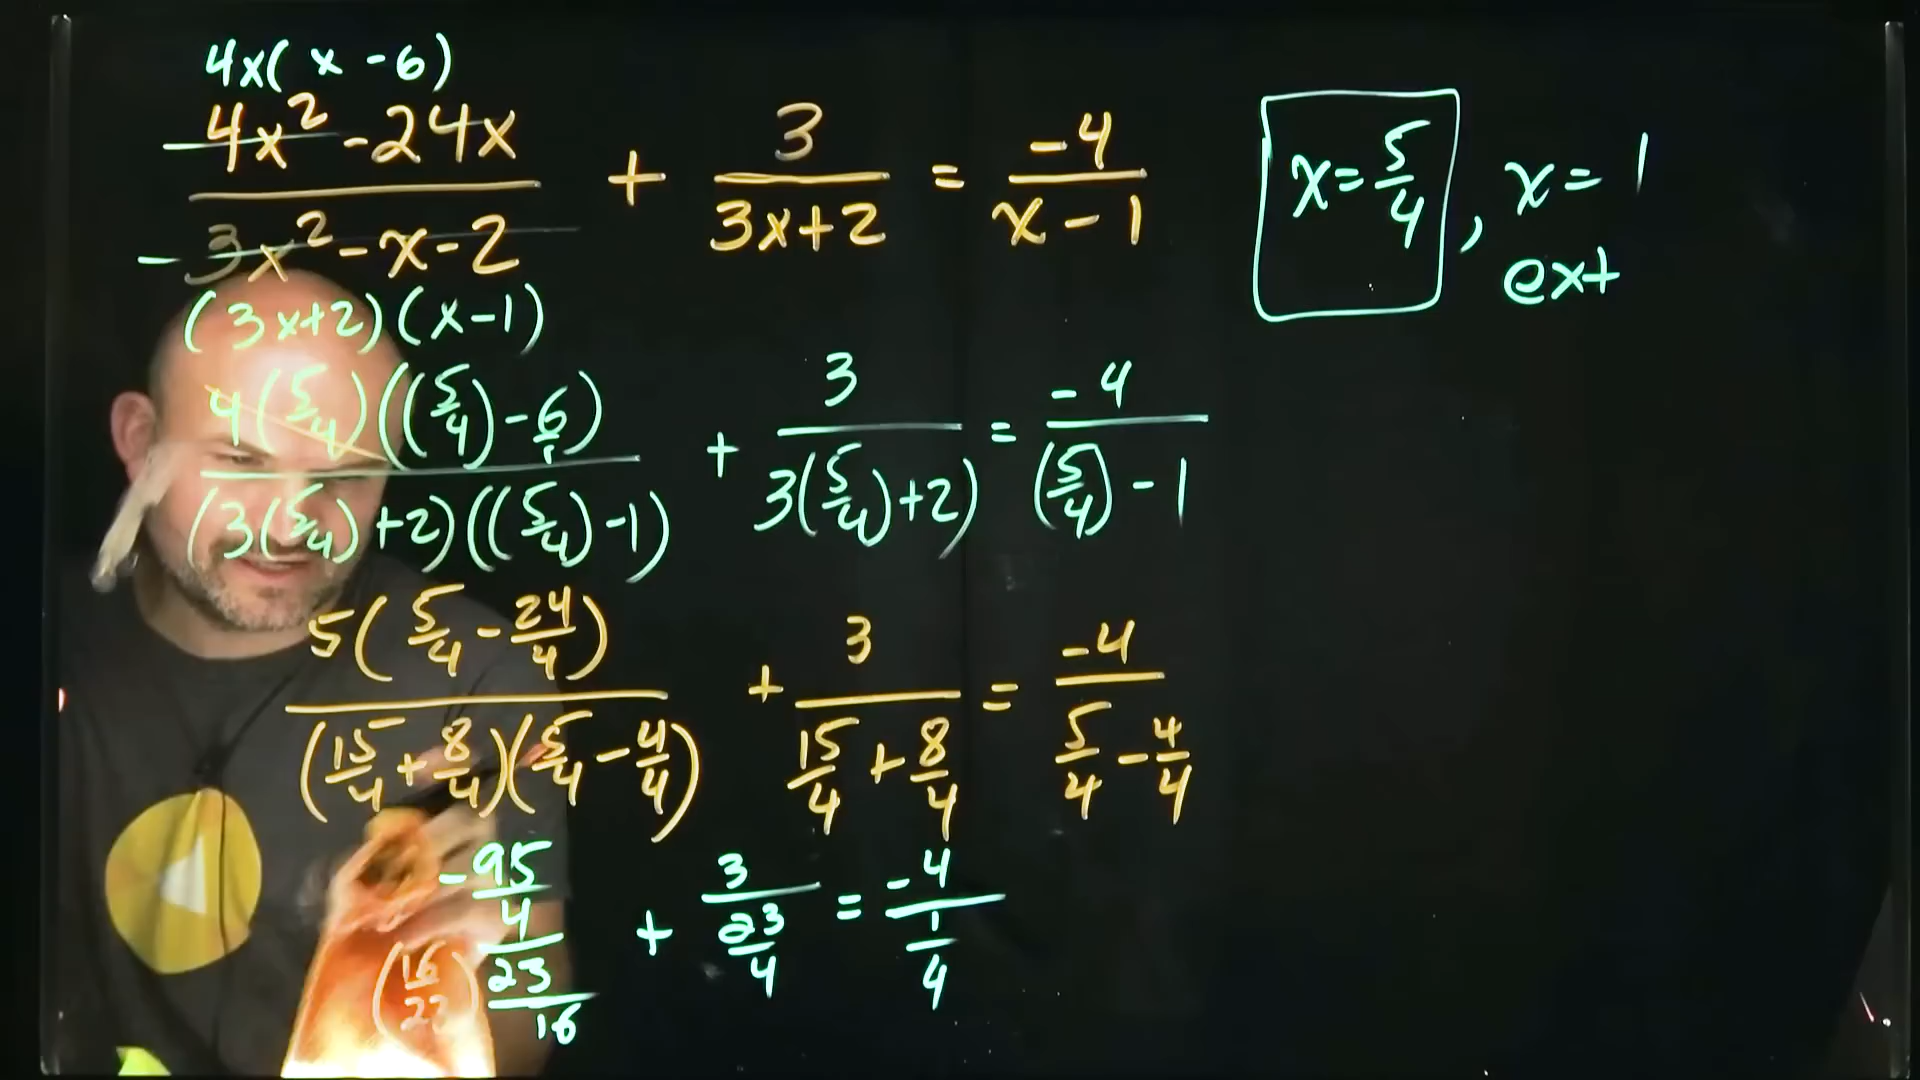 4x(x-6)
4x²-24x / 3x²-x-2 + 3 / 3x+2 = -4 / x-1
x=5/4, x=1
ext
(3x+2)(x-1)
4(5/4)((5/4)-6/1) / (3(5/4)+2)((5/4)-1) + 3 / 3(5/4)+2) = -4 / (5/4)-1
5(5/4-24/4) / (15/4+8/4)(5/4-4/4) + 3 / 15/4+8/4 = -4 / 5/4-4/4
-95/4 / 23/16 + 3 / 23/4 = -4 / 1/4